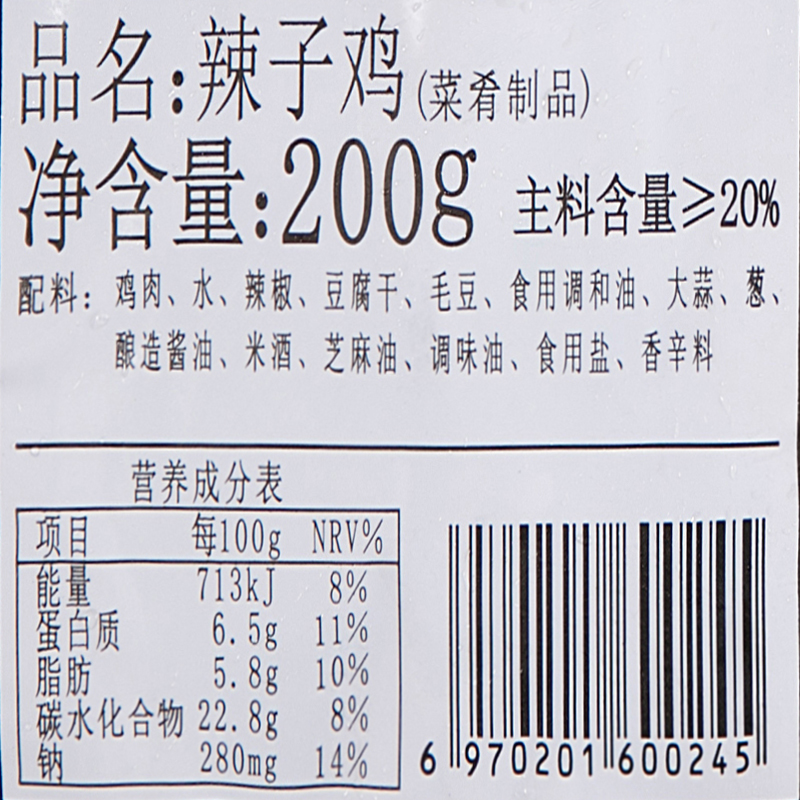 品名:辣子鸡(菜肴制品)
净含量:200g 主料含量≥20%
配料: 鸡肉、水、辣椒、豆腐干、毛豆、食用调和油、大蒜、葱、
酿造酱油、米酒、芝麻油、调味油、食用盐、香辛料
营养成分表
项目 每100g NRV%
能量 713kJ 8%
蛋白质 6.5g 11%
脂肪 5.8g 10%
碳水化合物 22.8g 8%
钠 280mg 14%
6 970201 600245